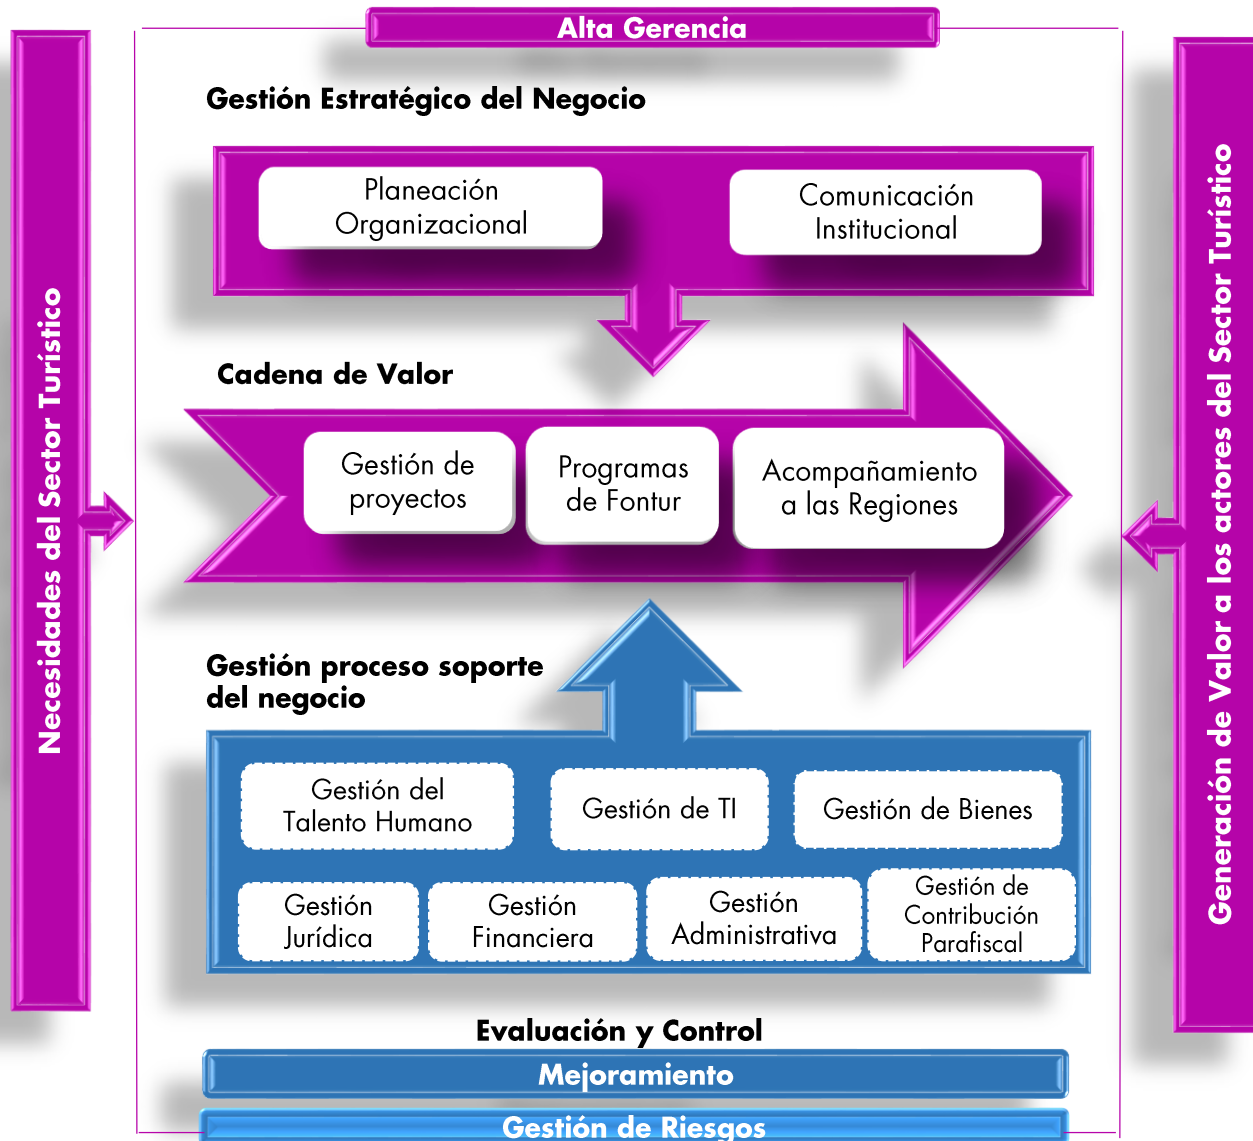 Alta Gerencia
Gestión Estratégico del Negocio
Planeación
Organizacional
Comunicación
Institucional
Necesidades del Sector Turístico
Cadena de Valor
Gestión de
proyectos
Programas
de Fontur
Acompañamiento
a las Regiones
Generación de Valor a los actores del Sector Turístico
Gestión proceso soporte
del negocio
Gestión del
Talento Humano
Gestión de TI
Gestión de Bienes
Gestión
Jurídica
Gestión
Financiera
Gestión
Administrativa
Gestión de
Contribución
Parafiscal
Evaluación y Control
Mejoramiento
Gestión de Riesgos